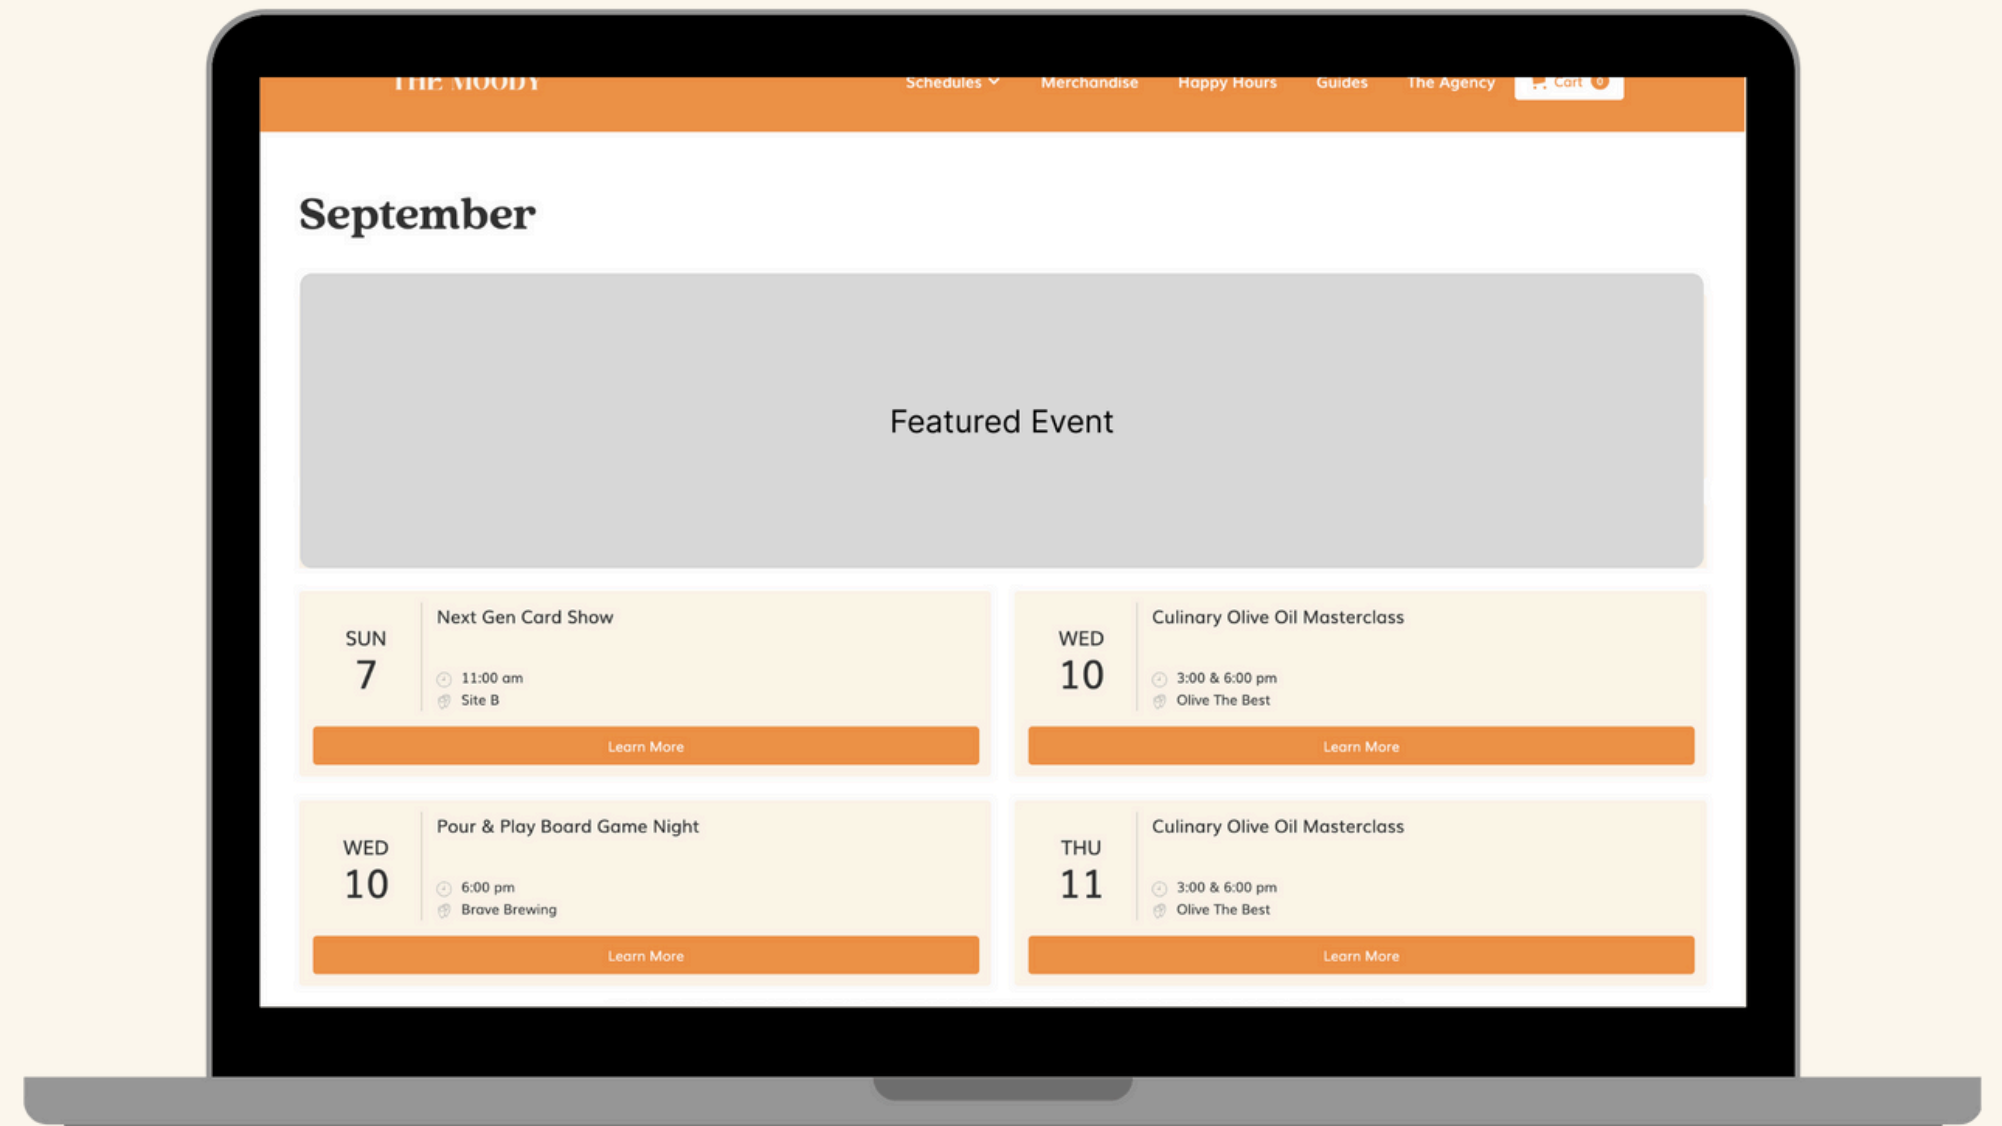 THE MOODY
Schedules Merchandise Happy Hours Guides The Agency Cart 0
September
Featured Event
SUN
7
Next Gen Card Show
11:00 am
Site B
Learn More
WED
10
Culinary Olive Oil Masterclass
3:00 & 6:00 pm
Olive The Best
Learn More
WED
10
Pour & Play Board Game Night
6:00 pm
Brave Brewing
Learn More
THU
11
Culinary Olive Oil Masterclass
3:00 & 6:00 pm
Olive The Best
Learn More